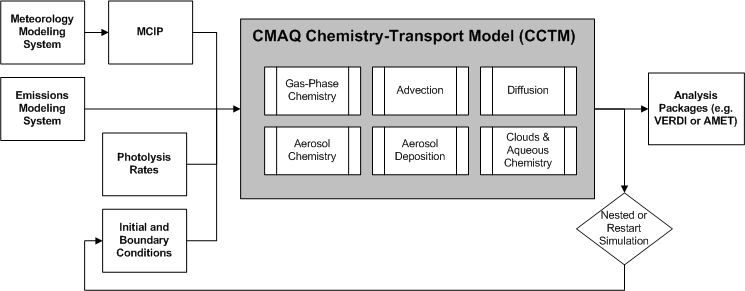 Meteorology
Modeling
System
MCIP
CMAQ Chemistry-Transport Model (CCTM)
Gas-Phase
Chemistry
Advection
Diffusion
Emissions
Modeling
System
Analysis
Packages (e.g.
VERDI or AMET)
Photolysis
Rates
Aerosol
Chemistry
Aerosol
Deposition
Clouds &
Aqueous
Chemistry
Initial and
Boundary
Conditions
Nested or
Restart
Simulation